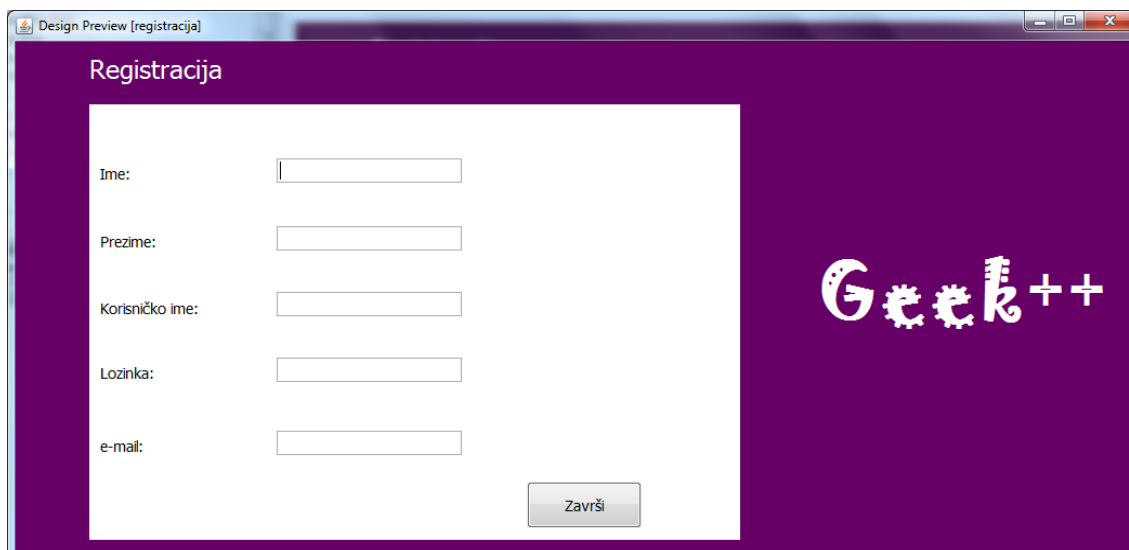 Design Preview [registracija]
Registracija
Ime:
Prezime:
Korisničko ime:
Lozinka:
e-mail:
Završi
Geek++